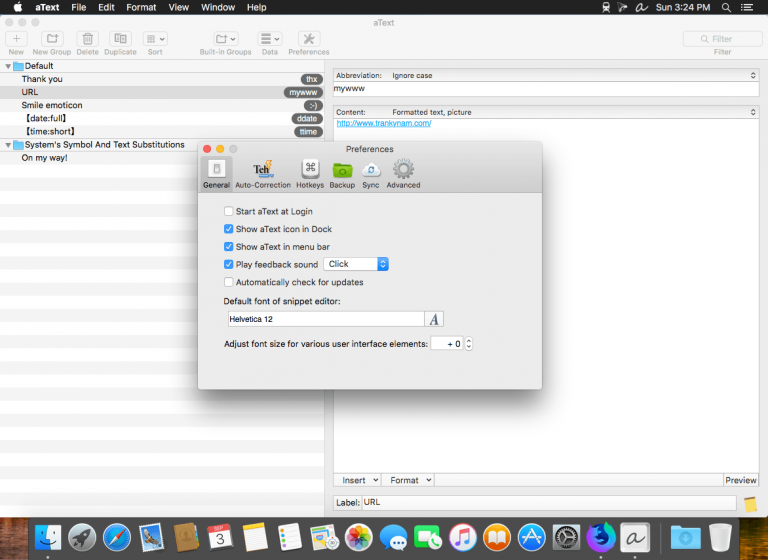 aText File Edit Format View Window Help
Sun 3:24 PM
aText
New New Group Delete Duplicate Sort Built-in Groups Data Preferences
Filter
Filter
Default
Thank you thx
URL mywww
Smile emoticon :-)
【date:full】 ddate
【time:short】 ttime
System's Symbol And Text Substitutions
On my way!
Abbreviation: Ignore case
mywww
Content: Formatted text, picture
http://www.trankynam.com/
Preferences
Teh
General Auto-Correction Hotkeys Backup Sync Advanced
Start aText at Login
Show aText icon in Dock
Show aText in menu bar
Play feedback sound Click
Automatically check for updates
Default font of snippet editor:
Helvetica 12 A
Adjust font size for various user interface elements: + 0
Insert Format Preview
Label: URL
SEP
3
a